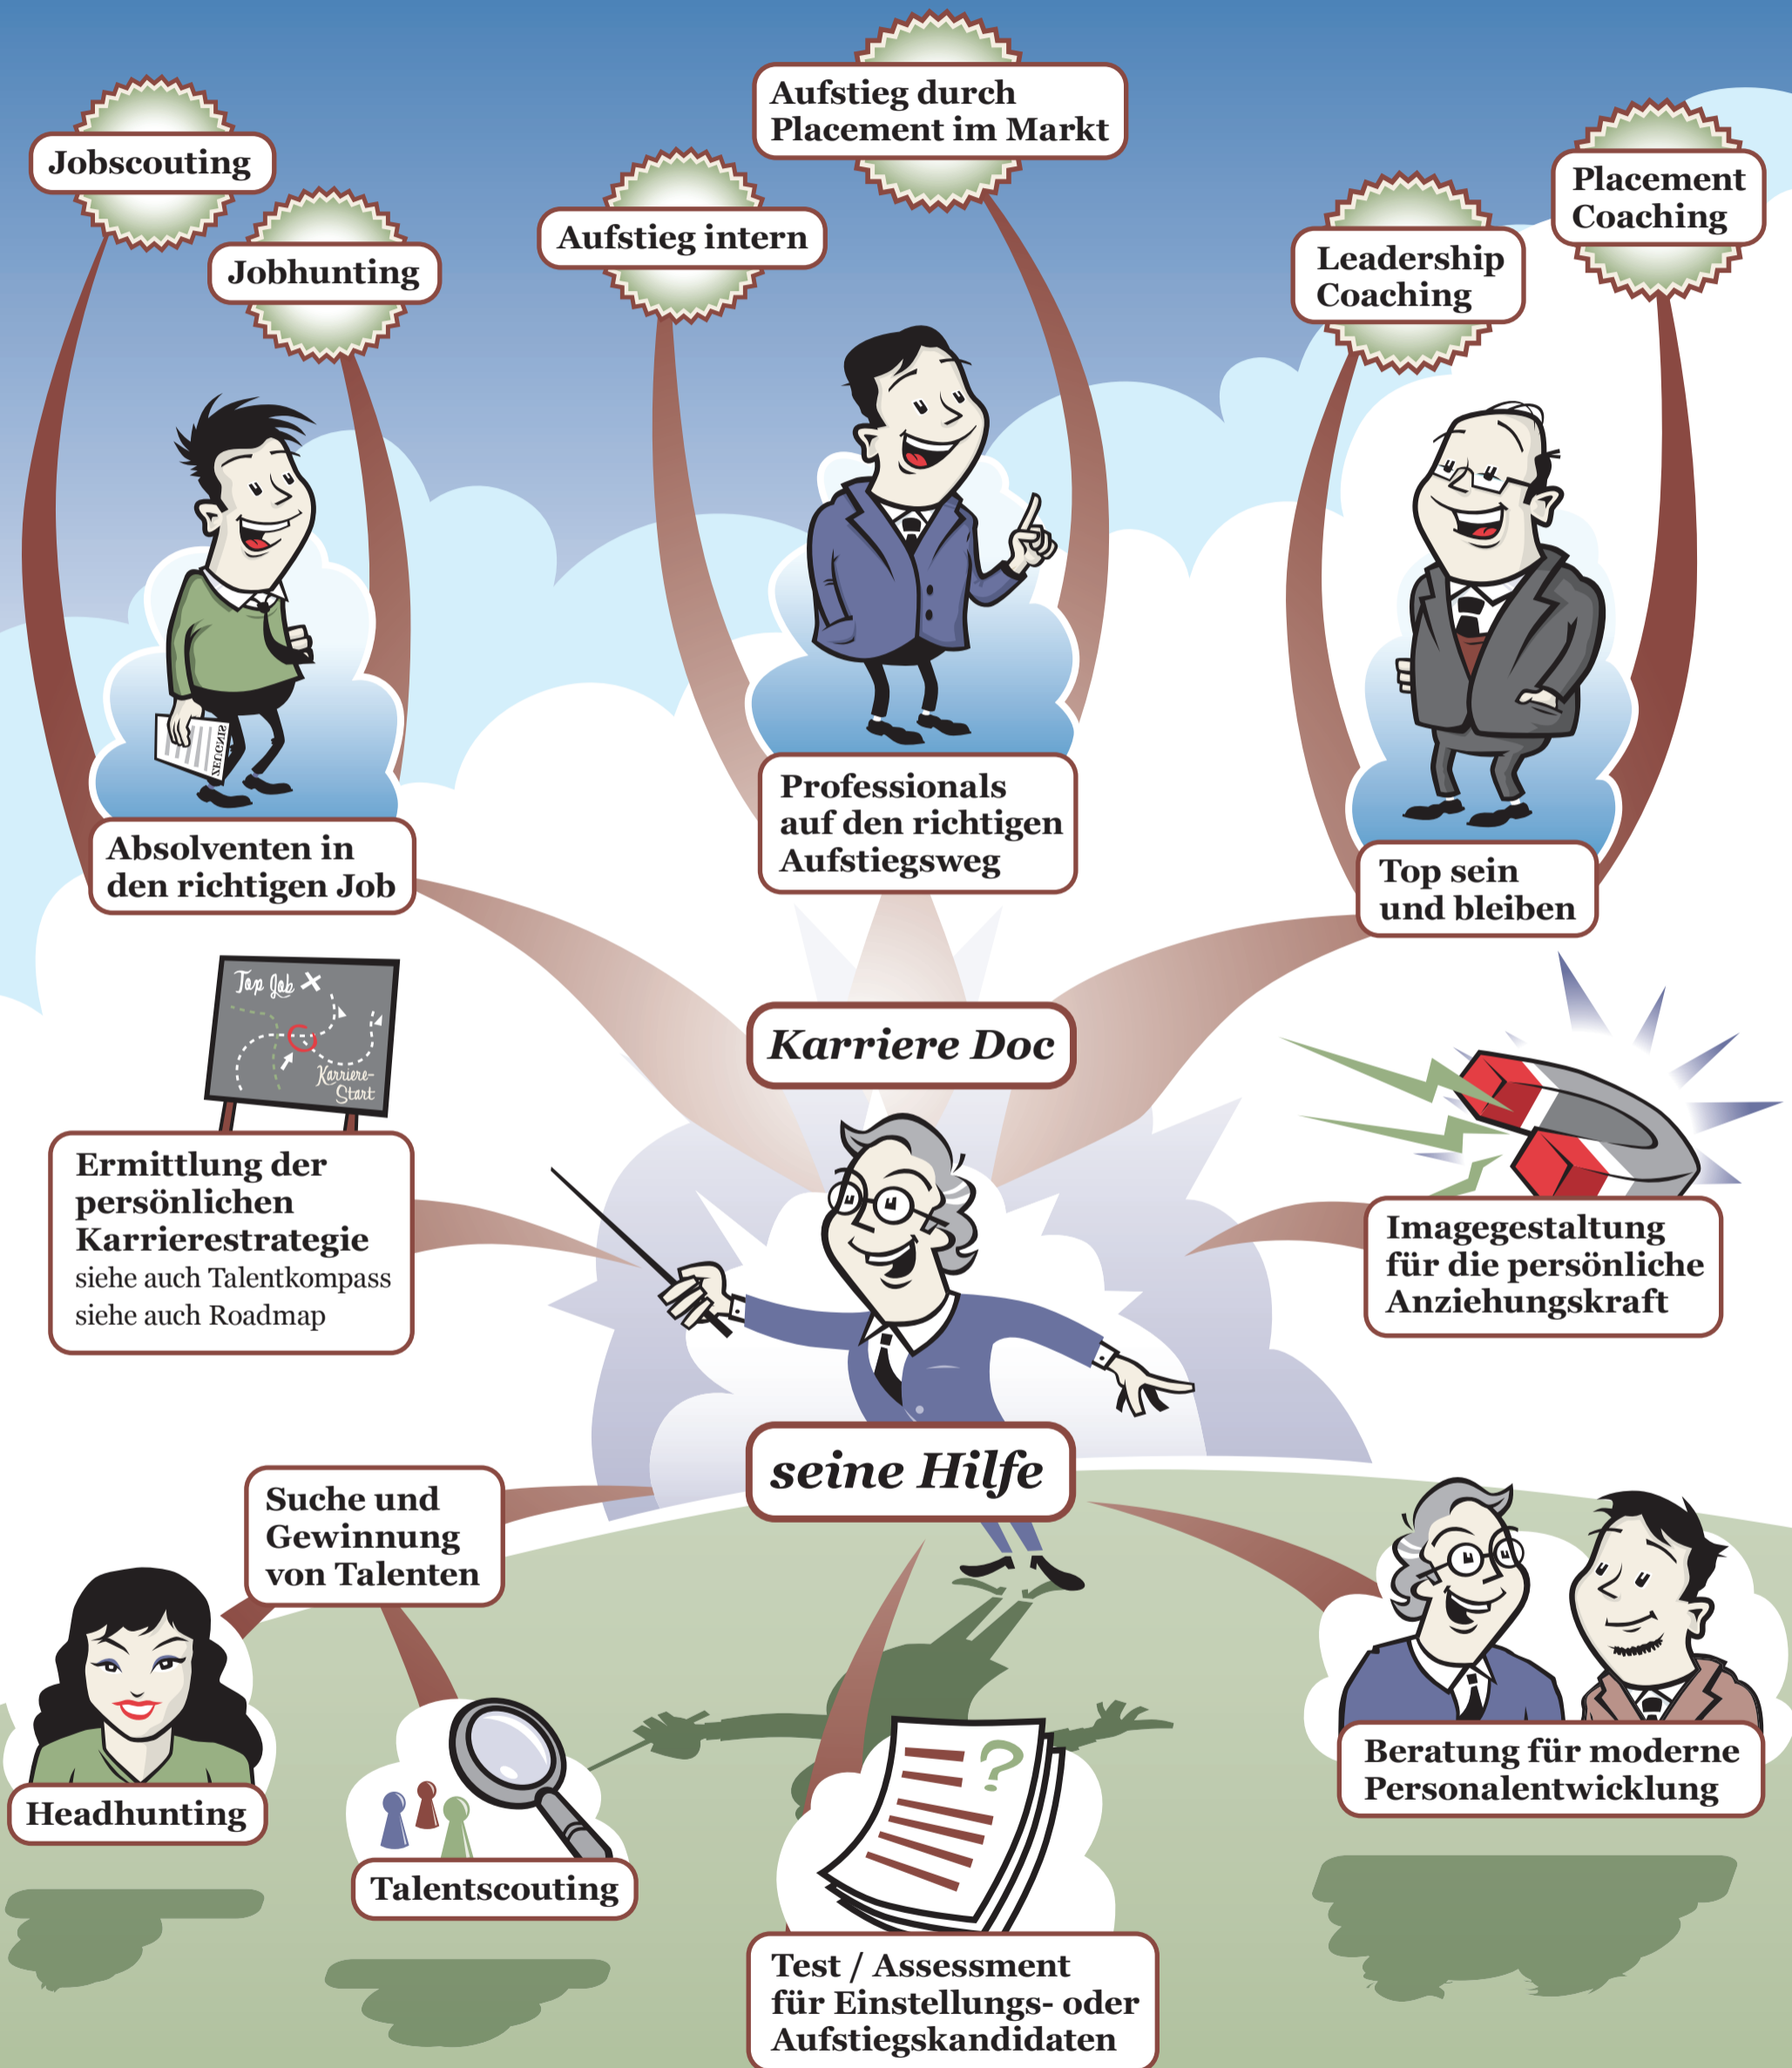 Aufstieg durch
Placement im Markt
Jobscouting
Placement
Coaching
Aufstieg intern
Jobhunting
Leadership
Coaching
ZEUGNIS
Professionals
auf den richtigen
Aufstiegsweg
Absolventen in
den richtigen Job
Top sein
und bleiben
Top Job
Karriere-
Start
Karriere Doc
Ermittlung der
persönlichen
Karrierestrategie
siehe auch Talentkompass
siehe auch Roadmap
Imagegestaltung
für die persönliche
Anziehungskraft
seine Hilfe
Suche und
Gewinnung
von Talenten
?
Headhunting
Talentscouting
Beratung für moderne
Personalentwicklung
Test / Assessment
für Einstellungs- oder
Aufstiegskandidaten